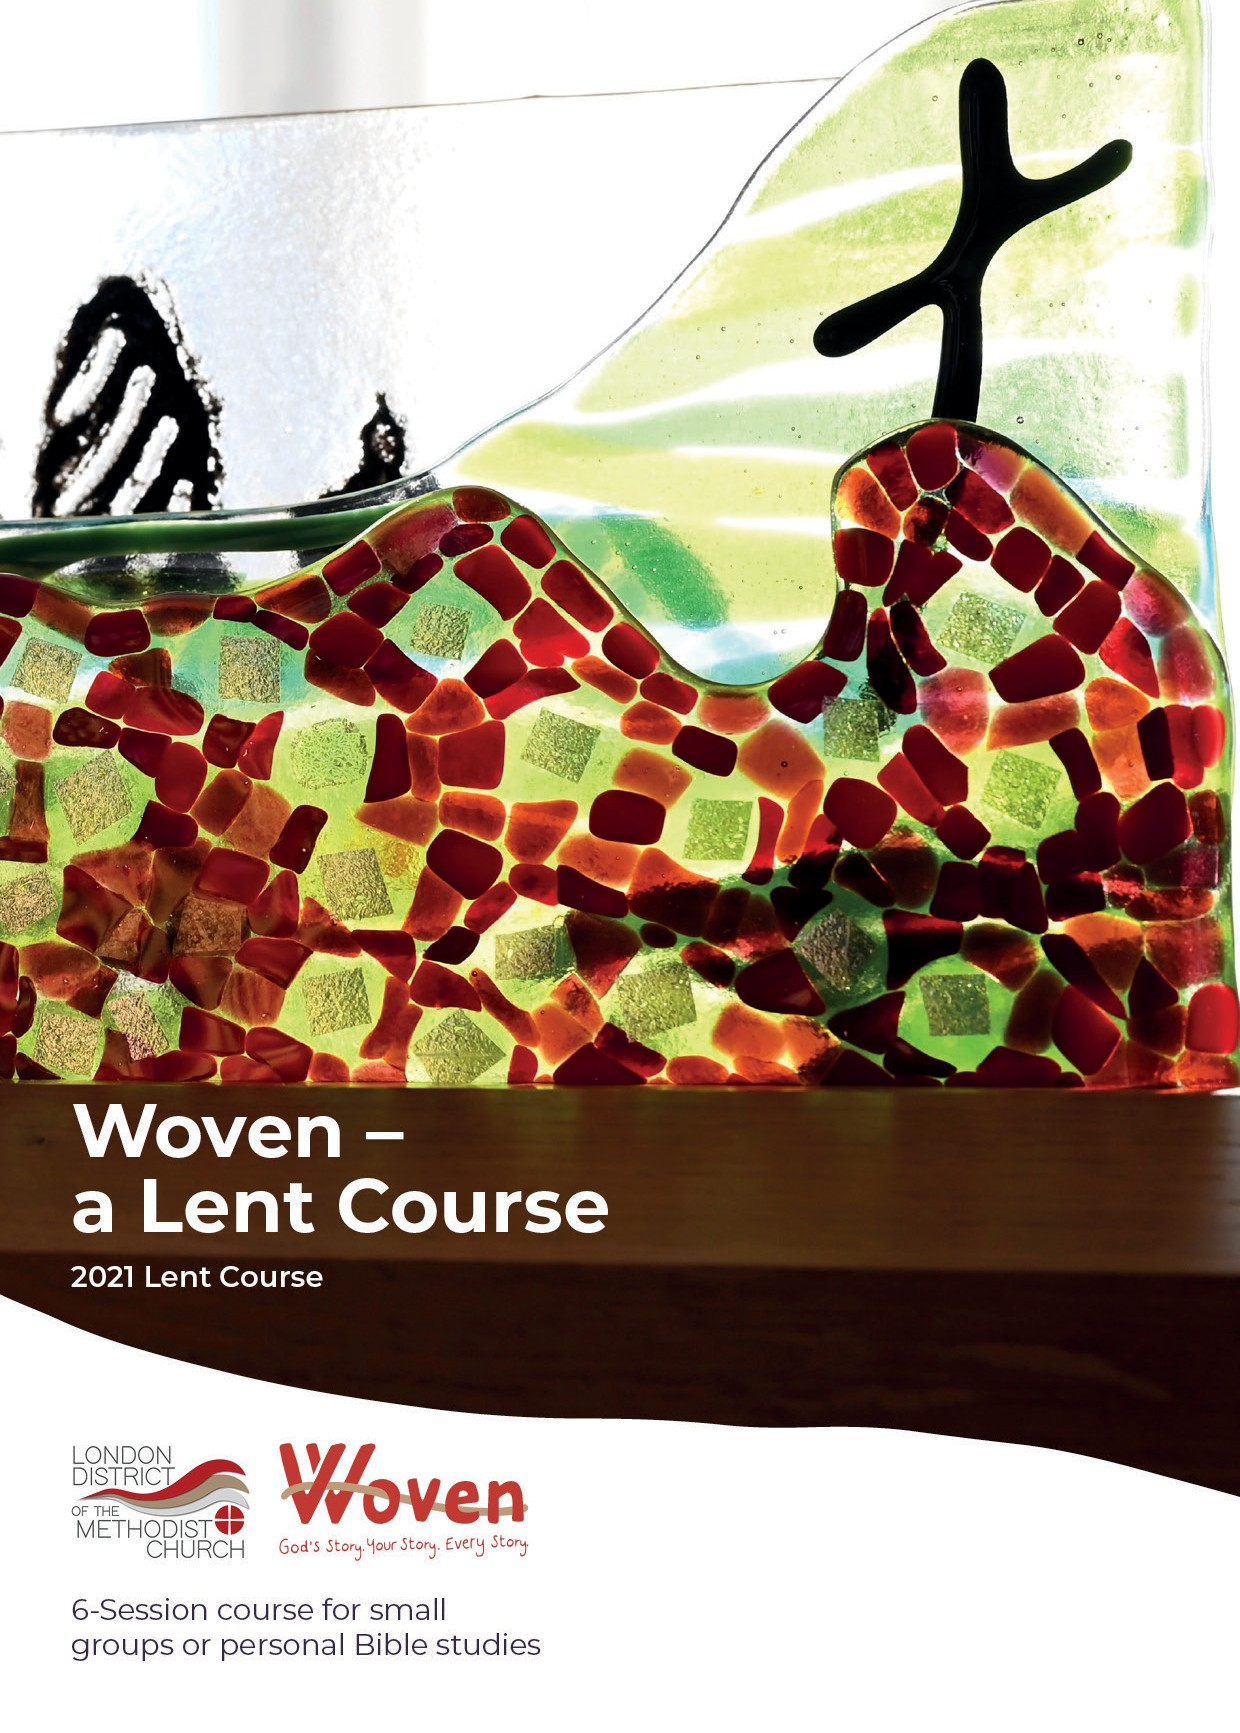 Woven –
a Lent Course
2021 Lent Course
LONDON
DISTRICT
OF THE
METHODIST
CHURCH
Woven
God's Story. Your Story. Every Story.
6-Session course for small
groups or personal Bible studies